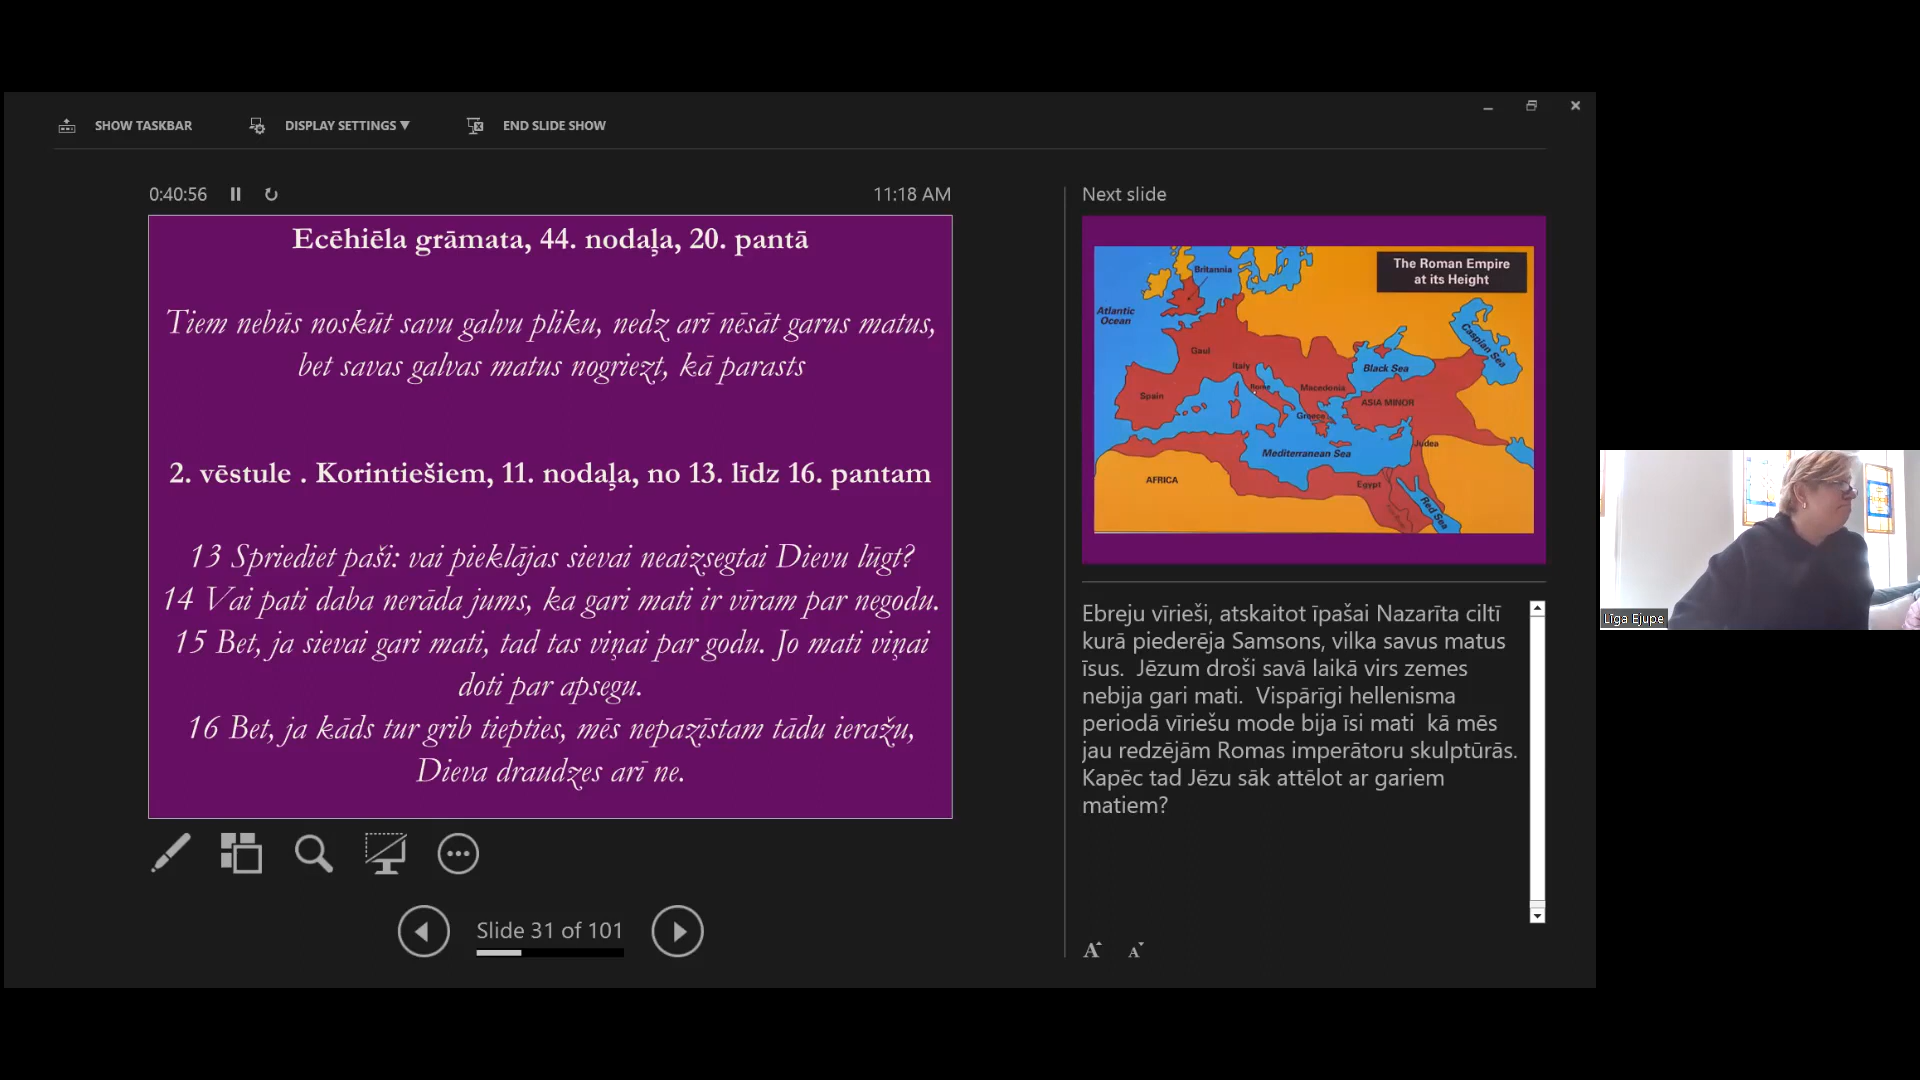 SHOW TASKBAR
DISPLAY SETTINGS ▼
END SLIDE SHOW
0:40:56
11:18 AM
Ecēhiēla grāmata, 44. nodaļa, 20. pantā
Tiem nebūs noskūt savu galvu pliku, nedz arī nēsāt garus matus,
bet savas galvas matus nogriezt, kā parasts
2. vēstule . Korintiešiem, 11. nodaļa, no 13. līdz 16. pantam
13 Spriediet paši: vai pieklājas sievai neaizsegtai Dievu lūgt?
14 Vai pati daba nerāda jums, ka gari mati ir vīram par negodu.
15 Bet, ja sievai gari mati, tad tas viņai par godu. Jo mati viņai
doti par apsegu.
16 Bet, ja kāds tur grib tiepties, mēs nepazīstam tādu ieražu,
Dieva draudzes arī ne.
Slide 31 of 101
Next slide
The Roman Empire
at its Height
Britannia
Atlantic
Ocean
Caspian Sea
Gaul
Italy
Black Sea
Rome
Macedonia
Spain
ASIA MINOR
Greece
Judea
Mediterranean Sea
AFRICA
Egypt
Red Sea
Ebreju vīrieši, atskaitot īpašai Nazarīta ciltī
kurā piederēja Samsons, vilka savus matus
īsus.  Jēzum droši savā laikā virs zemes
nebija gari mati.  Vispārīgi hellenisma
periodā vīriešu mode bija īsi mati  kā mēs
jau redzējām Romas imperātoru skulptūrās.
Kapēc tad Jēzu sāk attēlot ar gariem
matiem?
A A
Līga Ejupe